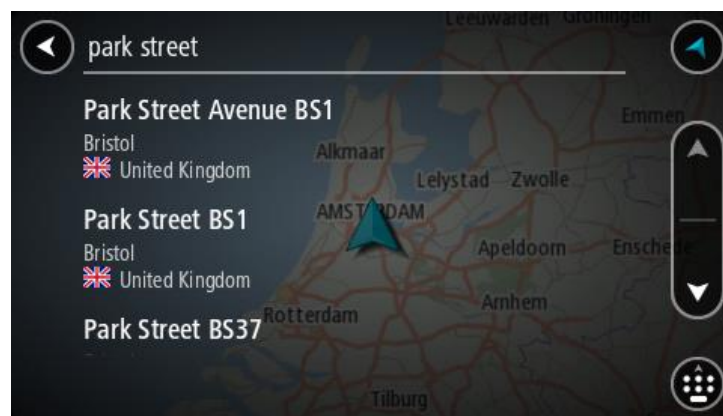 Leeuwarden Groningen
park street
Park Street Avenue BS1
Bristol
United Kingdom
Emmen
Alkmaar
Lelystad Zwolle
Park Street BS1
Bristol
United Kingdom
AMSTERDAM
Apeldoorn
Park Street BS37
Rotterdam
Arnhem
Tilburg